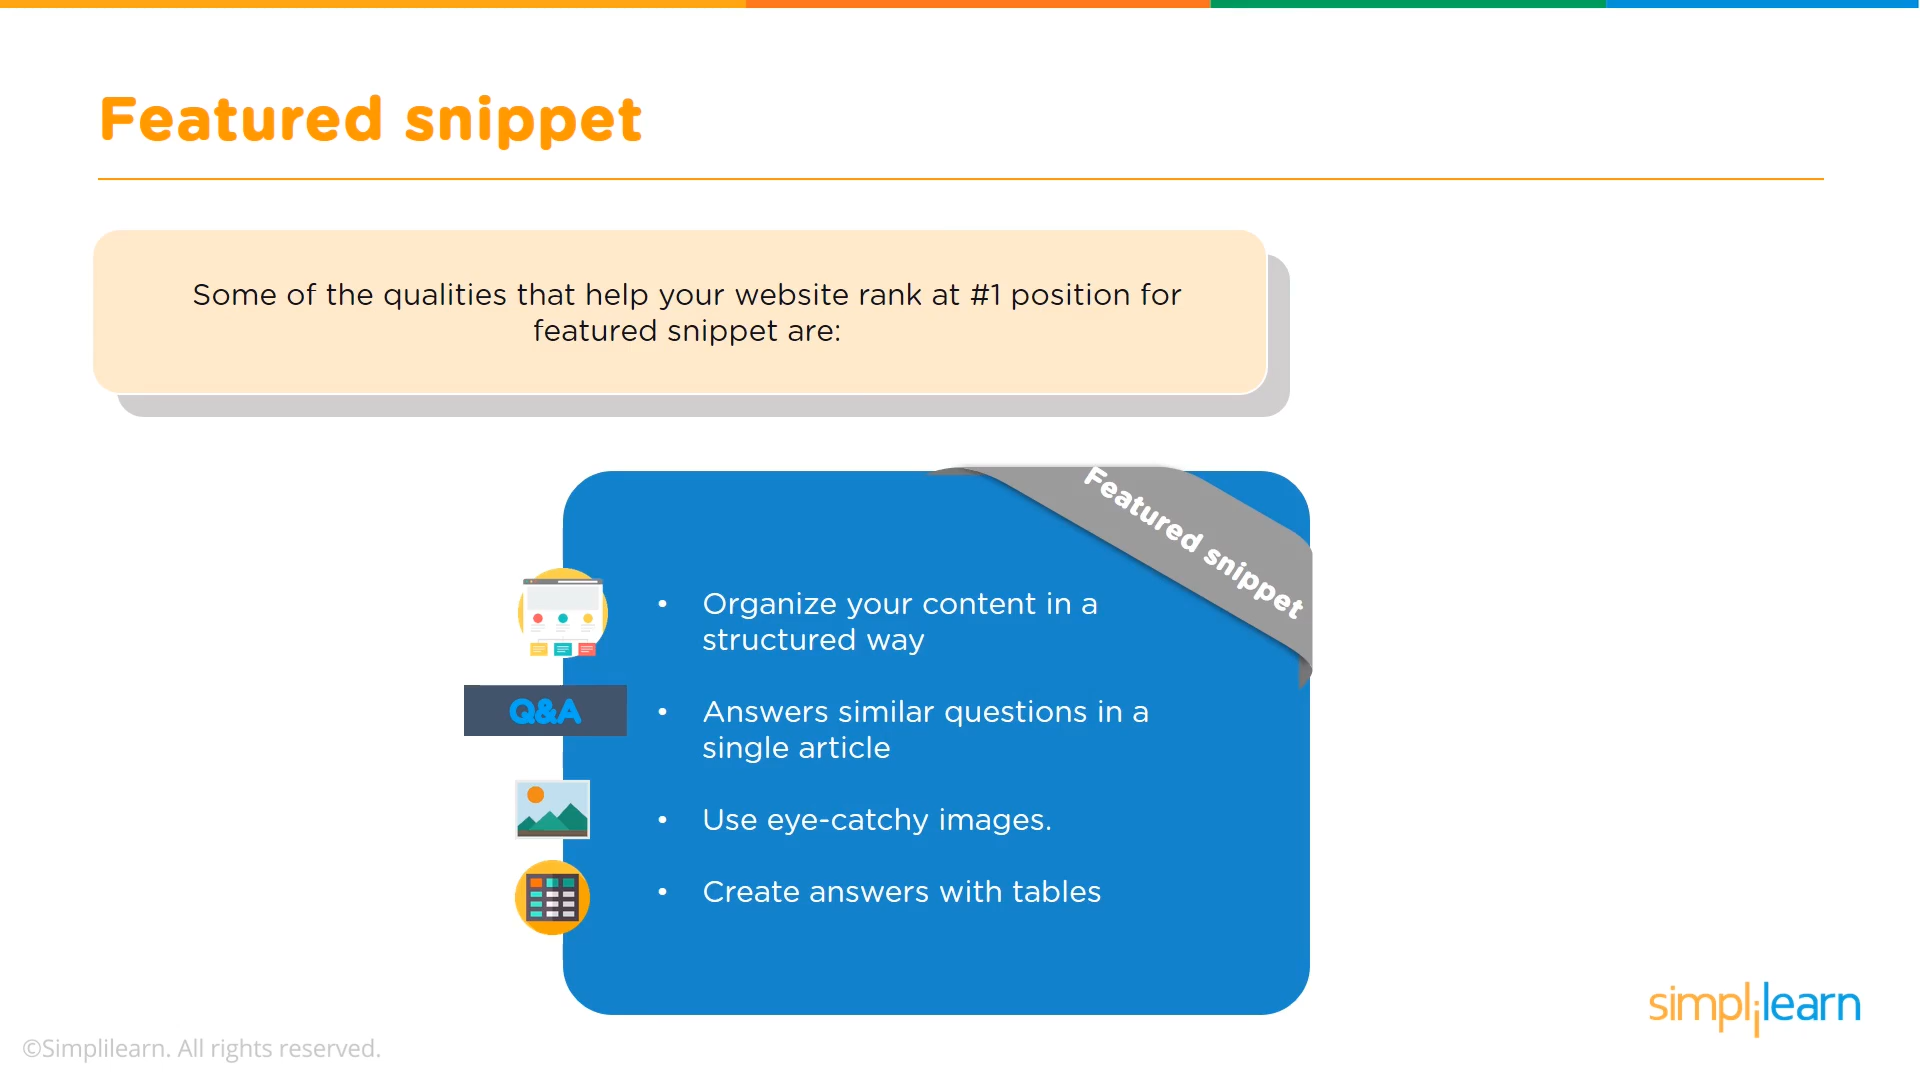 Featured snippet
Some of the qualities that help your website rank at #1 position for
featured snippet are:
Featured snippet
• Organize your content in a
structured way
Q&A
• Answers similar questions in a
single article
• Use eye-catchy images.
• Create answers with tables
simplilearn
©Simplilearn. All rights reserved.